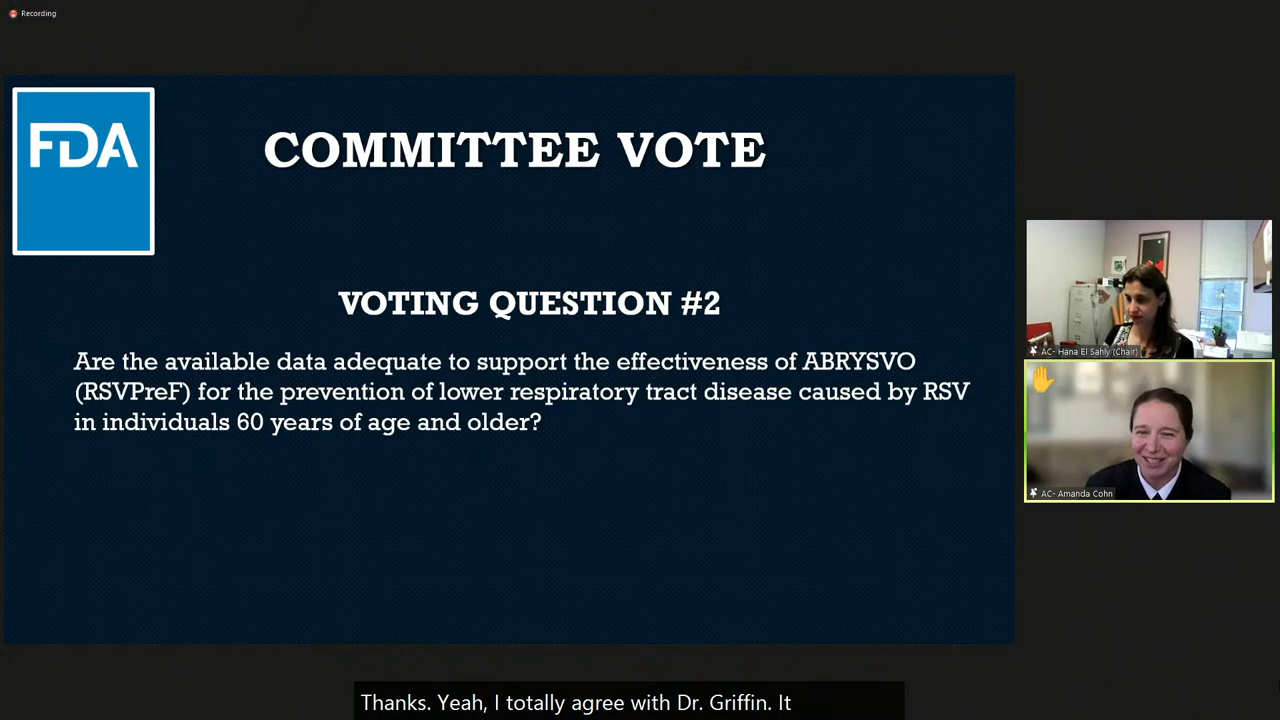 Recording
FDA
COMMITTEE VOTE
VOTING QUESTION #2
Are the available data adequate to support the effectiveness of ABRYSVO
(RSVPreF) for the prevention of lower respiratory tract disease caused by RSV
in individuals 60 years of age and older?
AC- Hana El Sahly (Chair)
AC- Amanda Cohn
Thanks. Yeah, I totally agree with Dr. Griffin. It